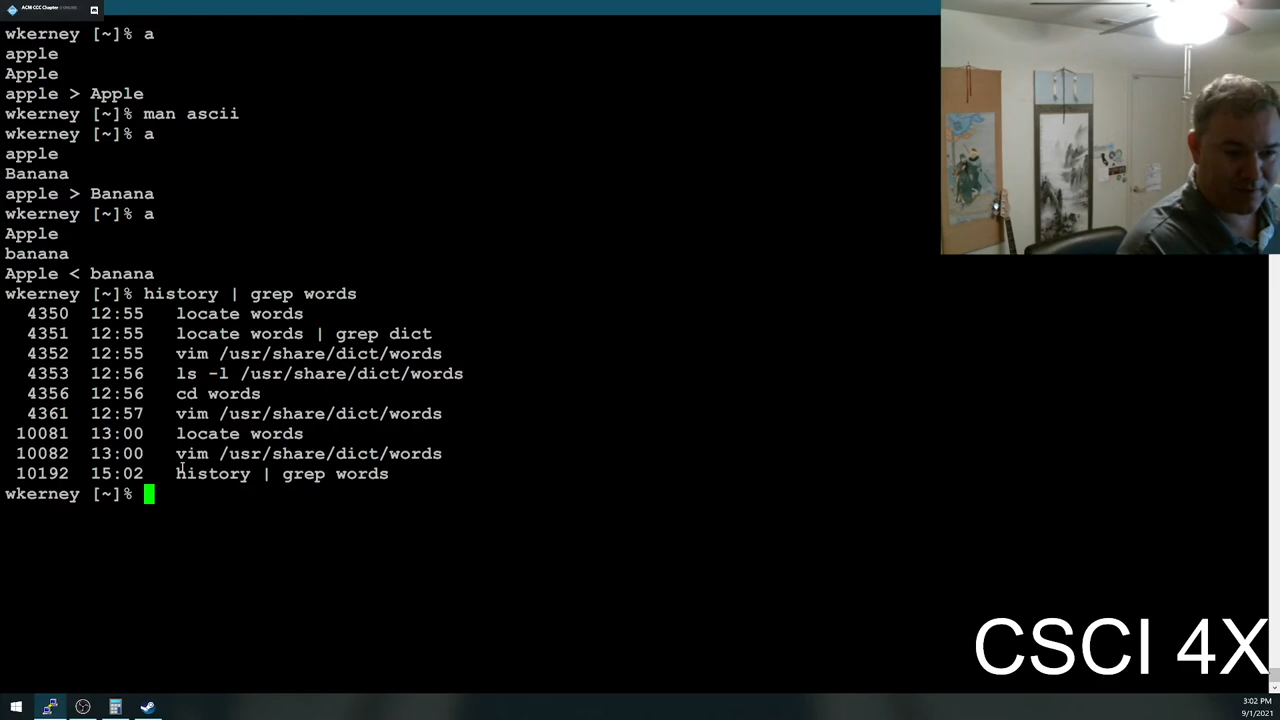 ACM CCC Chapter
wkerney [~]% a
apple
Apple
apple > Apple
wkerney [~]% man ascii
wkerney [~]% a
apple
Banana
apple > Banana
wkerney [~]% a
Apple
banana
Apple < banana
wkerney [~]% history | grep words
4350 12:55 locate words
4351 12:55 locate words | grep dict
4352 12:55 vim /usr/share/dict/words
4353 12:56 ls -l /usr/share/dict/words
4356 12:56 cd words
4361 12:57 vim /usr/share/dict/words
10081 13:00 locate words
10082 13:00 vim /usr/share/dict/words
10192 15:02 history | grep words
wkerney [~]%
CSCI 4X
3:02 PM
9/1/2021